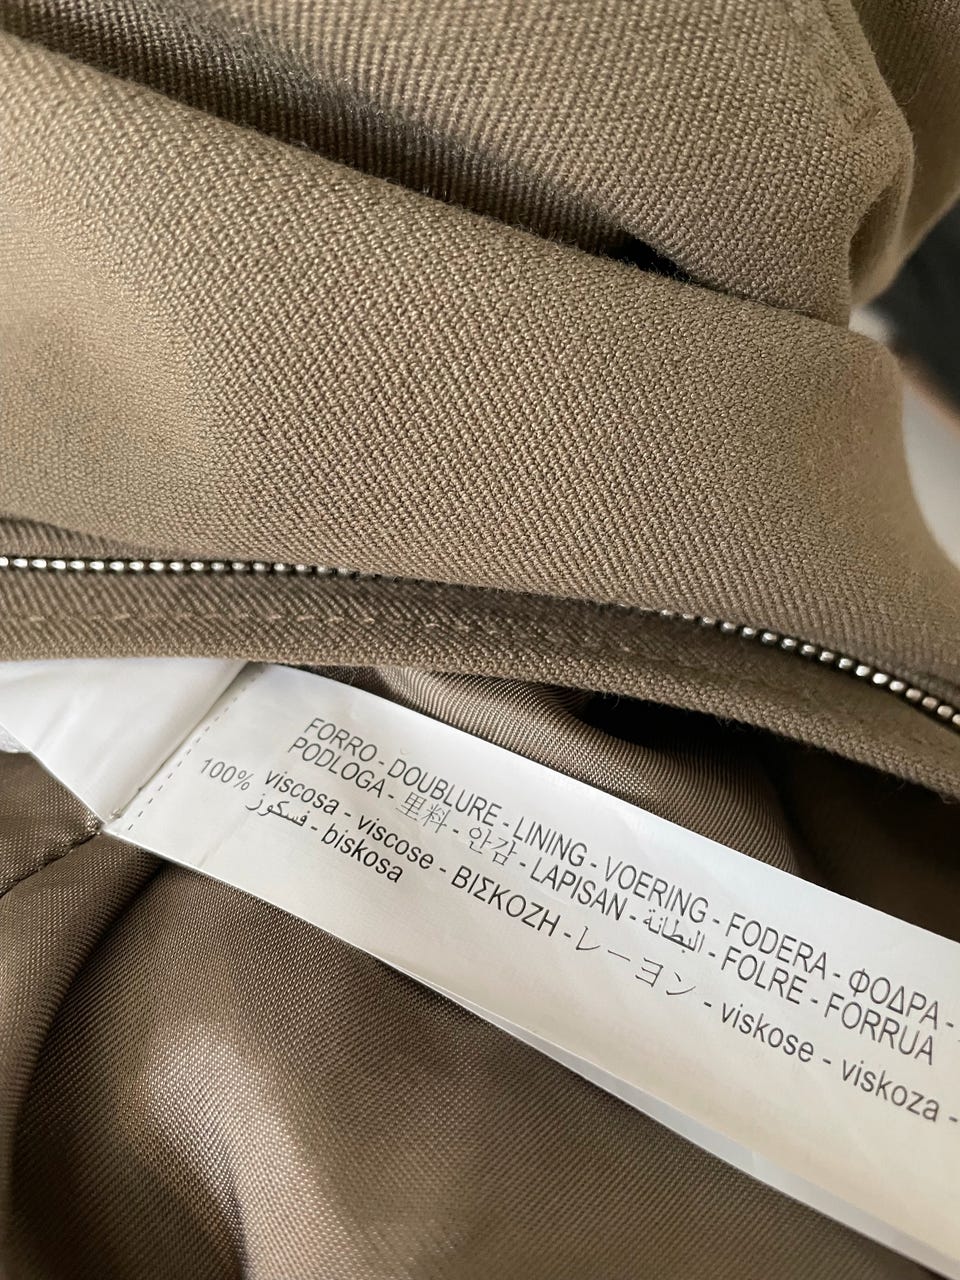 FORRO - DOUBLURE - LINING - VOERING - FODERA - ΦΟΔΡΑ -
PODLOGA - 里料 - 안감 - LAPISAN - البطانة - FOLRE - FORRUA
100% viscosa - viscose - ΒΙΣΚΟΖΗ - レーヨン - viskose - viskoza -
فسكوز - biskosa